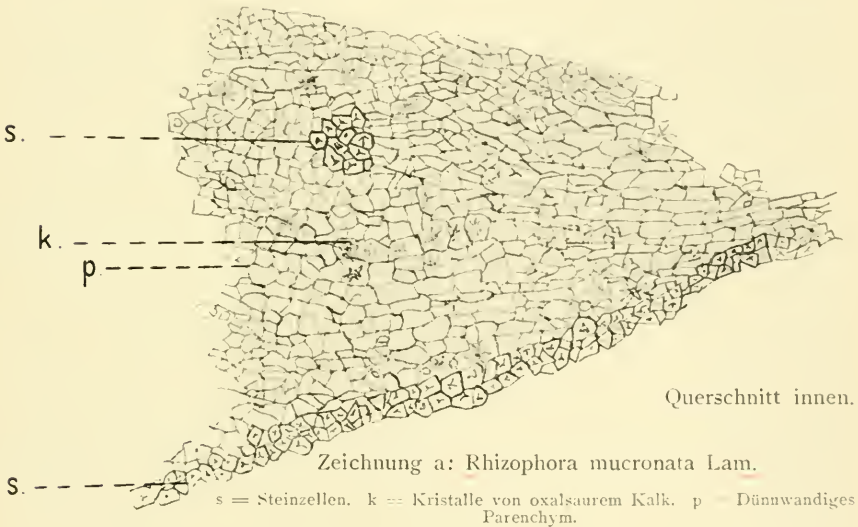 s.
k.
p
s.
Querschnitt innen.
Zeichnung a: Rhizophora mucronata Lam.
s = Steinzellen. k = Kristalle von oxalsaurem Kalk. p Dünnwandiges
Parenchym.